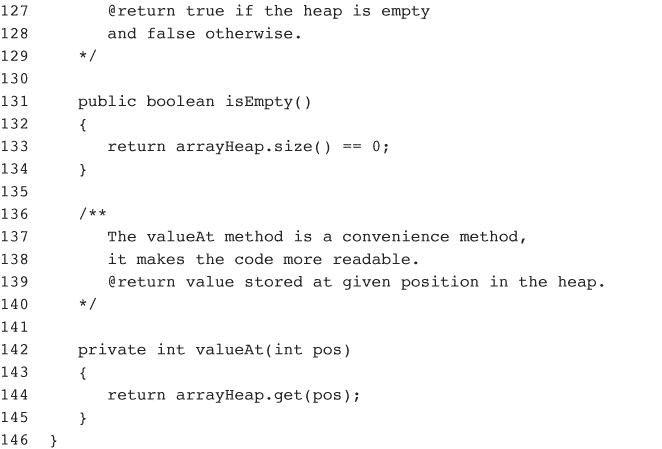 127        @return true if the heap is empty
128        and false otherwise.
129     */
130
131     public boolean isEmpty()
132     {
133        return arrayHeap.size() == 0;
134     }
135
136     /**
137        The valueAt method is a convenience method,
138        it makes the code more readable.
139        @return value stored at given position in the heap.
140     */
141
142     private int valueAt(int pos)
143     {
144        return arrayHeap.get(pos);
145     }
146  }